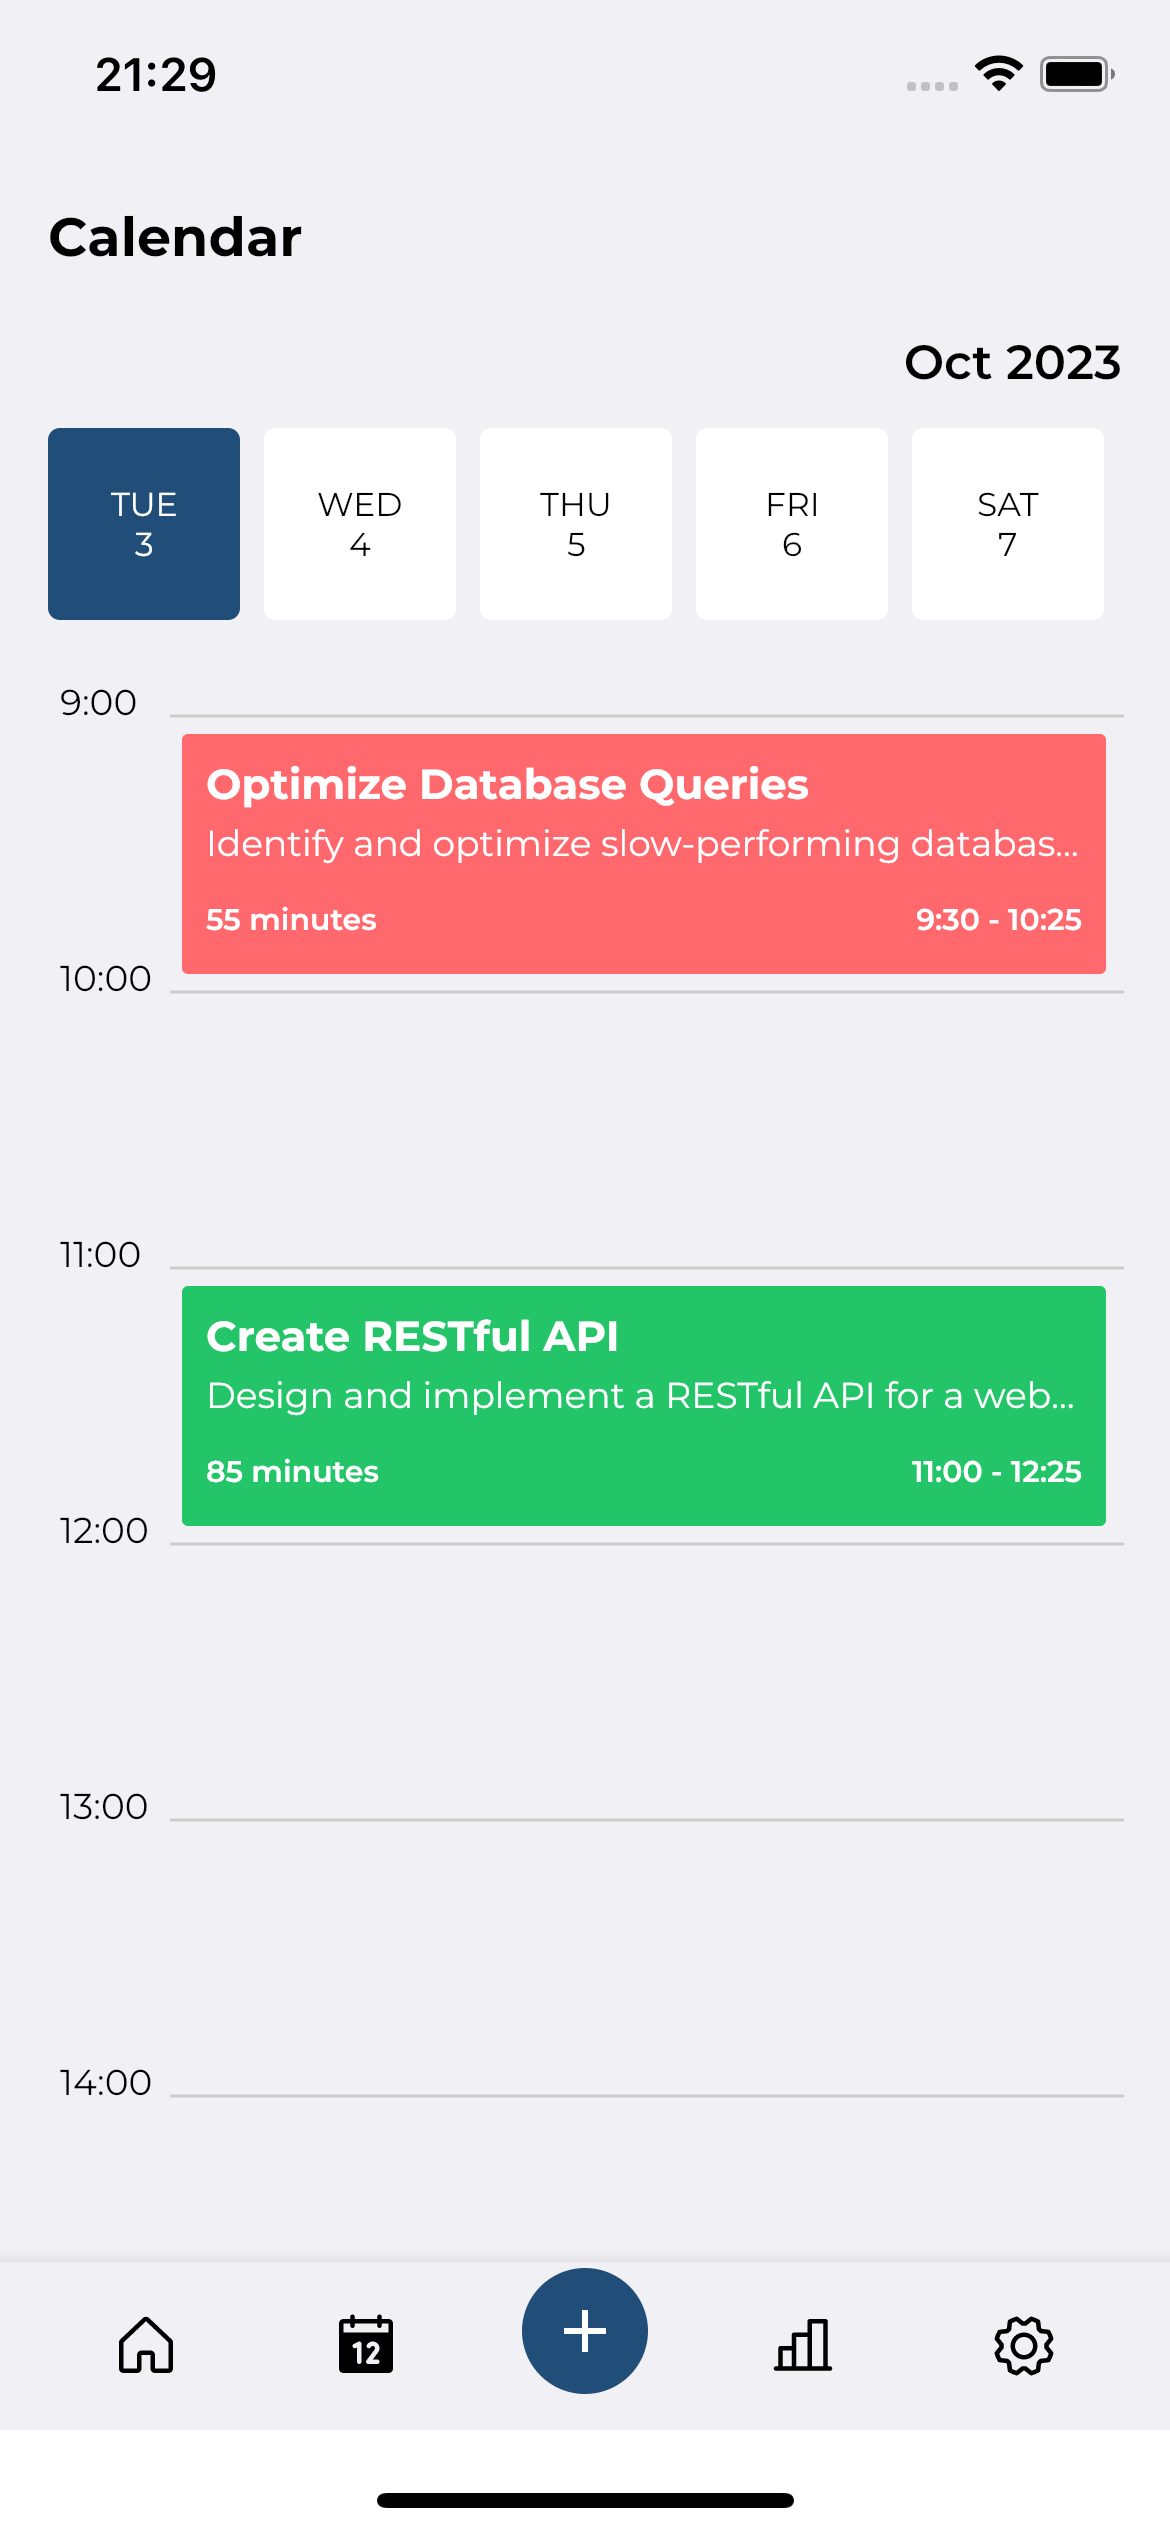 21:29
Calendar
Oct 2023
TUE
3
WED
4
THU
5
FRI
6
SAT
7
9:00
Optimize Database Queries
Identify and optimize slow-performing databas...
55 minutes
9:30 - 10:25
10:00
11:00
Create RESTful API
Design and implement a RESTful API for a web...
85 minutes
11:00 - 12:25
12:00
13:00
14:00
12